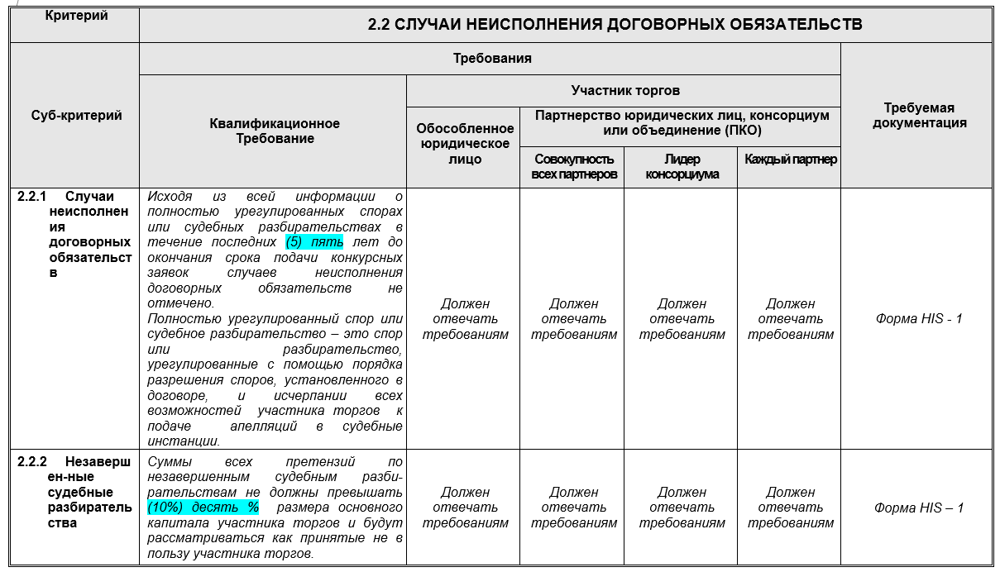 Критерий
2.2 СЛУЧАИ НЕИСПОЛНЕНИЯ ДОГОВОРНЫХ ОБЯЗАТЕЛЬСТВ
Суб-критерий
Требования
Требуемая
документация
Квалификационное
Требование
Участник торгов
Обособленное
юридическое
лицо
Партнерство юридических лиц, консорциум
или объединение (ПКО)
Совокупность
всех партнеров
Лидер
консорциума
Каждый партнер
2.2.1 Случаи
неисполнен
ия
договорных
обязательст
в
Исходя из всей информации о
полностью урегулированных спорах
или судебных разбирательствах в
течение последних (5) пять лет до
окончания срока подачи конкурсных
заявок случаев неисполнения
договорных обязательств не
отмечено.
Полностью урегулированный спор или
судебное разбирательство – это спор
или разбирательство,
урегулированные с помощью порядка
разрешения споров, установленного в
договоре, и исчерпании всех
возможностей участника торгов к
подаче апелляций в судебные
инстанции.
Должен
отвечать
требованиям
Должен
отвечать
требованиям
Должен
отвечать
требованиям
Должен
отвечать
требованиям
Форма HIS - 1
2.2.2 Незаверш
ен-ные
судебные
разбиратель
ства
Суммы всех претензий по
незавершенным судебным разби-
рательствам не должны превышать
(10%) десять % размера основного
капитала участника торгов и будут
рассматриваться как принятые не в
пользу участника торгов.
Должен
отвечать
требованиям
Должен
отвечать
требованиям
Должен
отвечать
требованиям
Должен
отвечать
требованиям
Форма HIS – 1